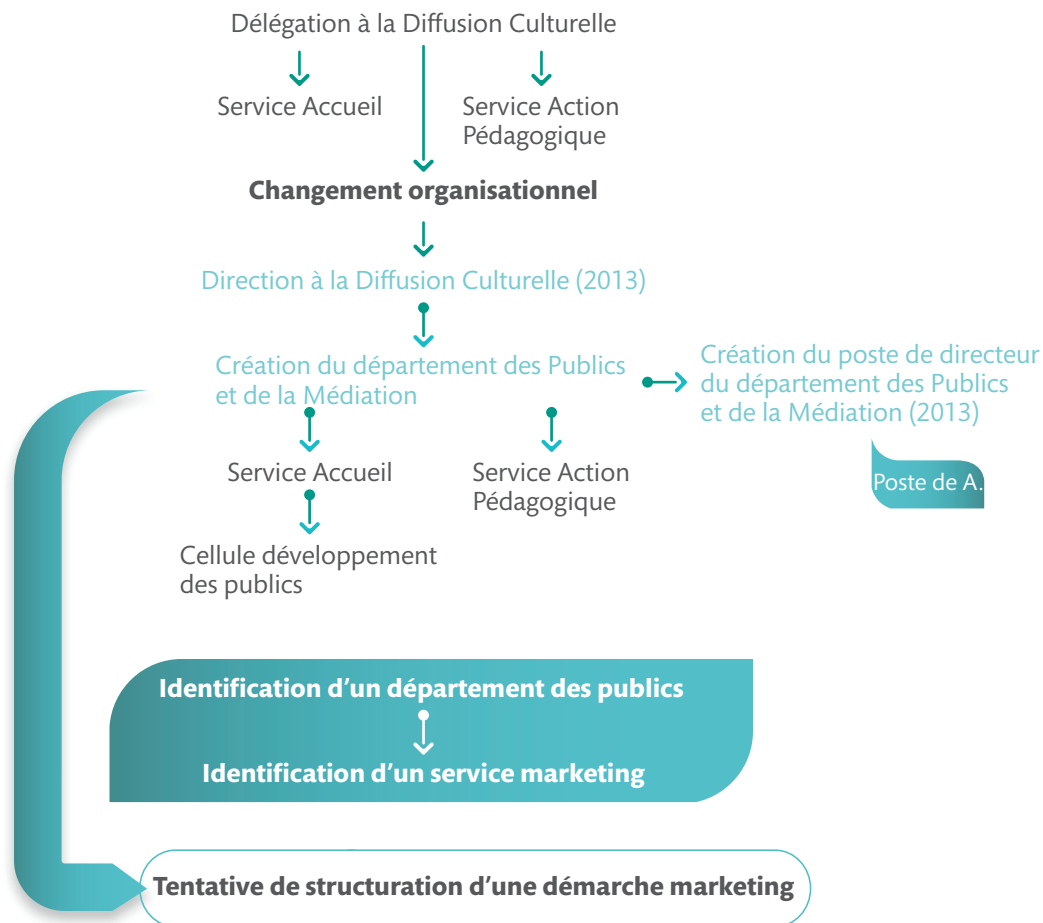 Délégation à la Diffusion Culturelle
Service Accueil
Service Action
Pédagogique
Changement organisationnel
Direction à la Diffusion Culturelle (2013)
Création du département des Publics
et de la Médiation
Création du poste de directeur
du département des Publics
et de la Médiation (2013)
Poste de A.
Service Accueil
Service Action
Pédagogique
Cellule développement
des publics
Identification d’un département des publics
Identification d’un service marketing
Tentative de structuration d’une démarche marketing